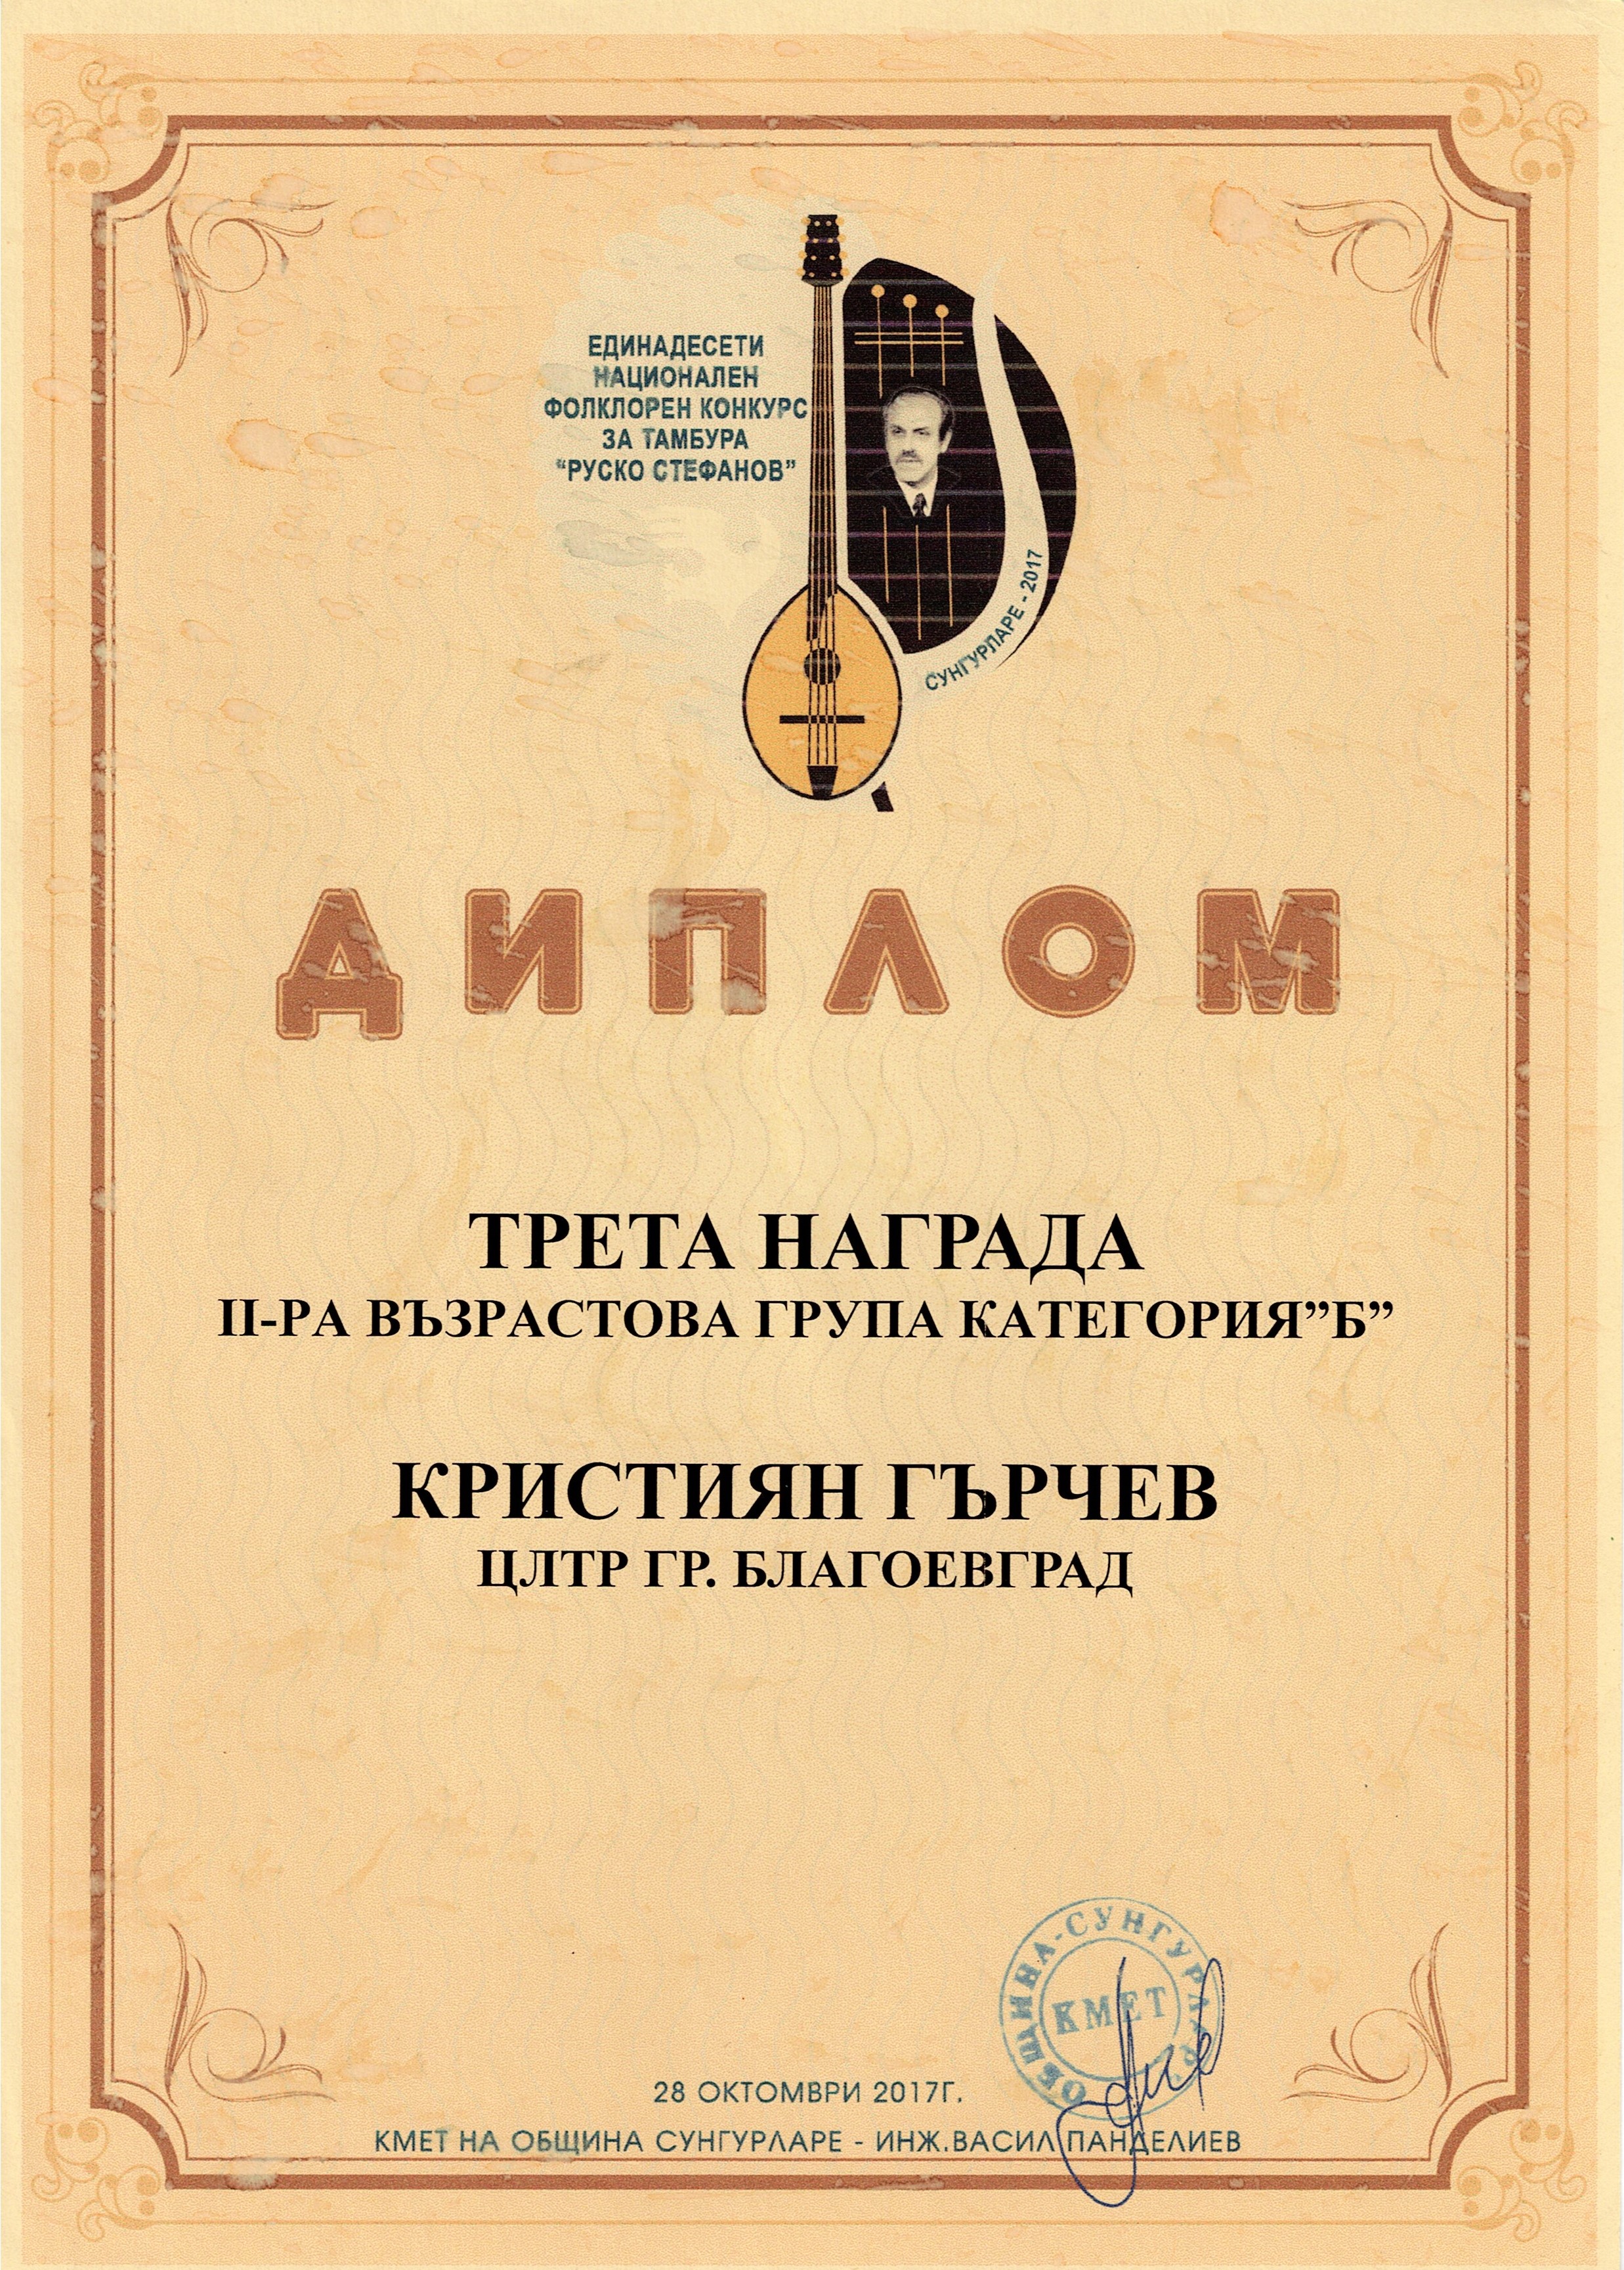 ЕДИНАДЕСЕТИ
НАЦИОНАЛЕН
ФОЛКЛОРЕН КОНКУРС
ЗА ТАМБУРА
“РУСКО СТЕФАНОВ”
СУНГУРЛАРЕ - 2017
ДИПЛОМ
ТРЕТА НАГРАДА
II-РА ВЪЗРАСТОВА ГРУПА КАТЕГОРИЯ”Б”
КРИСТИЯН ГЪРЧЕВ
ЦЛТР ГР. БЛАГОЕВГРАД
ОБЩИНА-СУНГУРЛАРЕ
КМЕТ
28 ОКТОМВРИ 2017Г.
КМЕТ НА ОБЩИНА СУНГУРЛАРЕ - ИНЖ.ВАСИЛ ПАНДЕЛИЕВ